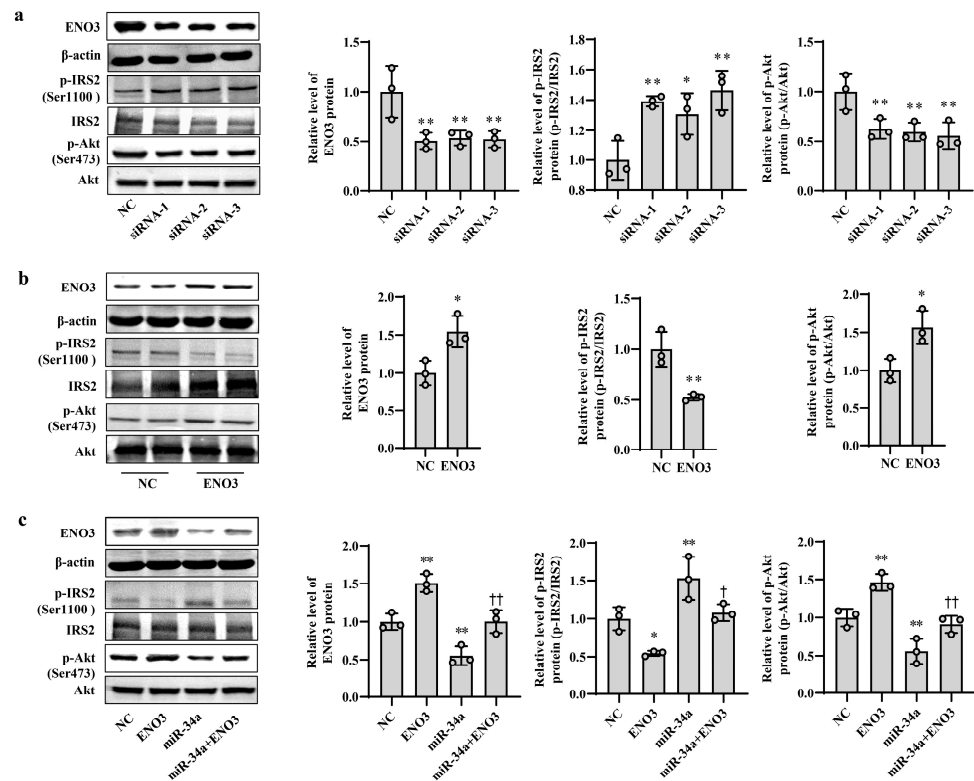 a
ENO3
β-actin
p-IRS2
(Ser1100 )
IRS2
p-Akt
(Ser473)
Akt
NC
siRNA-1
siRNA-2
siRNA-3
Relative level of
ENO3 protein
1.5
1.0
0.5
0.0
**
**
**
NC
siRNA-1
siRNA-2
siRNA-3
Relative level of p-IRS2
protein (p-IRS2/IRS2)
1.8
1.6
1.4
1.2
1.0
0.8
**
*
**
NC
siRNA-1
siRNA-2
siRNA-3
Relative level of p-Akt
protein (p-Akt/Akt)
1.5
1.0
0.5
0.0
**
**
**
NC
siRNA-1
siRNA-2
siRNA-3
b
ENO3
β-actin
p-IRS2
(Ser1100 )
IRS2
p-Akt
(Ser473)
Akt
NC
ENO3
Relative level of
ENO3 protein
2.0
1.5
1.0
0.5
0.0
*
NC ENO3
Relative level of p-IRS2
protein (p-IRS2/IRS2)
1.5
1.0
0.5
0.0
**
NC ENO3
Relative level of p-Akt
protein (p-Akt/Akt)
2.0
1.5
1.0
0.5
0.0
*
NC ENO3
c
ENO3
β-actin
p-IRS2
(Ser1100 )
IRS2
p-Akt
(Ser473)
Akt
NC
ENO3
miR-34a
miR-34a+ENO3
Relative level of
ENO3 protein
2.0
1.5
1.0
0.5
0.0
**
**
††
NC
ENO3
miR-34a
miR-34a+ENO3
Relative level of p-IRS2
protein (p-IRS2/IRS2)
2.0
1.5
1.0
0.5
0.0
*
**
†
NC
ENO3
miR-34a
miR-34a+ENO3
Relative level of p-Akt
protein (p-Akt/Akt)
2.0
1.5
1.0
0.5
0.0
**
**
††
NC
ENO3
miR-34a
miR-34a+ENO3